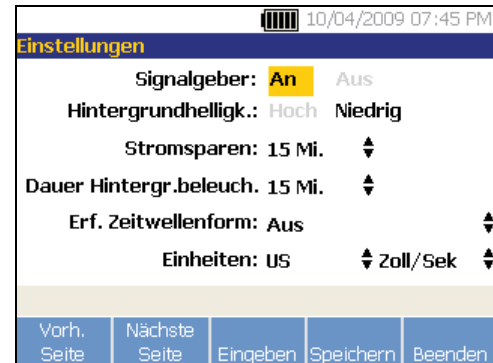 10/04/2009 07:45 PM
Einstellungen
Signalgeber: An Aus
Hintergrundhelligk.: Hoch Niedrig
Stromsparen: 15 Mi.
Dauer Hintergr.beleuch. 15 Mi.
Erf. Zeitwellenform: Aus
Einheiten: US Zoll/Sek
Vorh. Seite
Nächste Seite
Eingeben
Speichern
Beenden